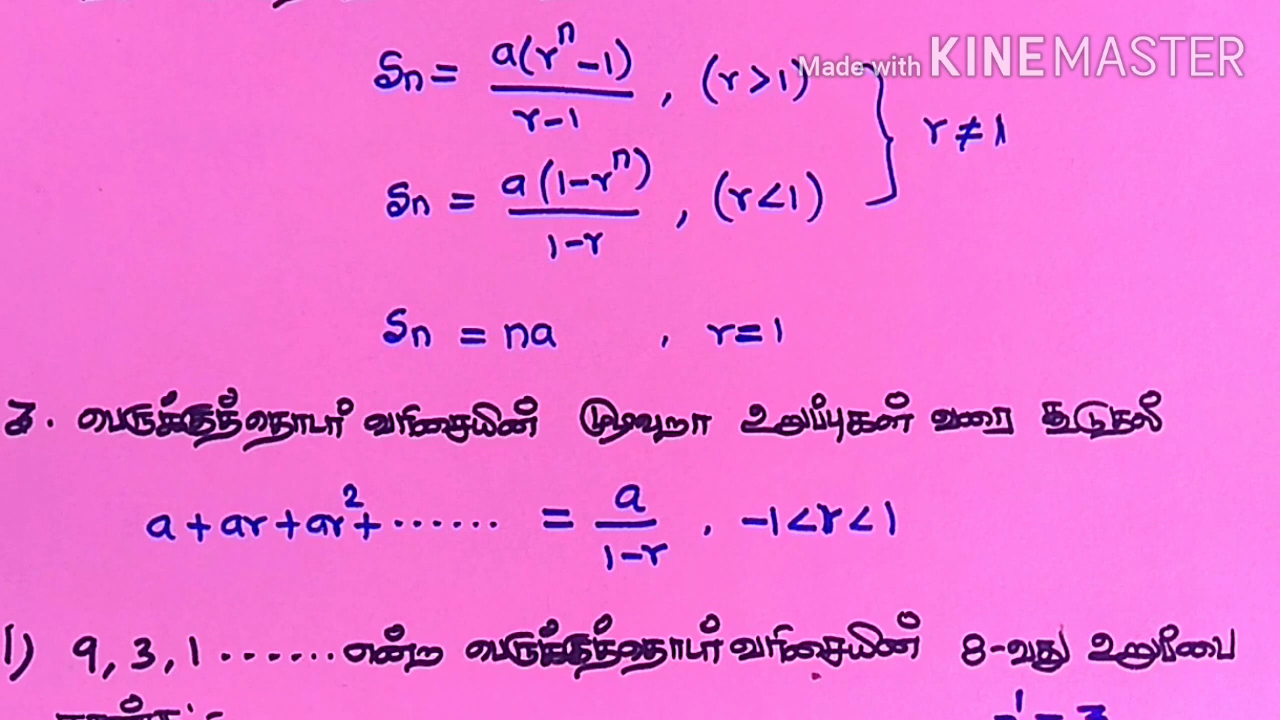 Made with KINEMASTER
Sn = a(r^n - 1) / r-1 , (r > 1)
r ≠ 1
Sn = a(1-r^n) / 1-r , (r < 1)
Sn = na , r = 1
3. பெருக்குத்தொடர் வரிசையின் முடிவுறா உறுப்புகள் வரை கூடுதல்
a + ar + ar² + ...... = a / 1-r , -1 < r < 1
1) 9, 3, 1 ...... என்ற பெருக்குத்தொடர் வரிசையின் 8-வது உறுப்பை